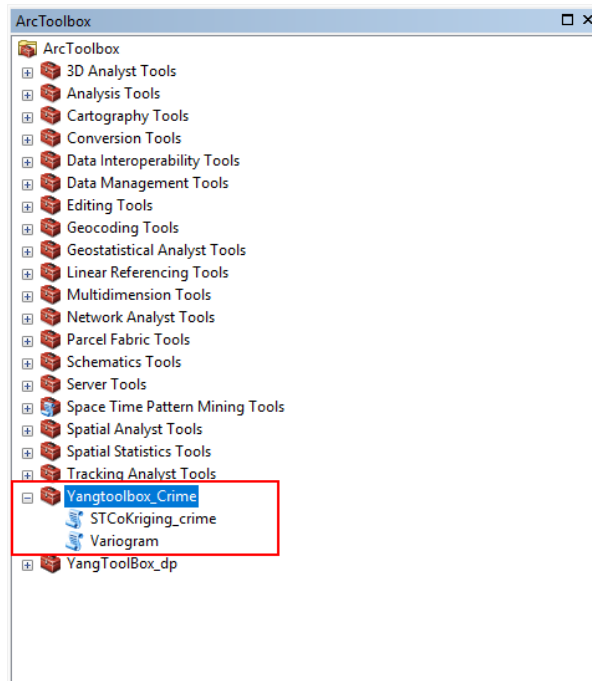 ArcToolbox
ArcToolbox
3D Analyst Tools
Analysis Tools
Cartography Tools
Conversion Tools
Data Interoperability Tools
Data Management Tools
Editing Tools
Geocoding Tools
Geostatistical Analyst Tools
Linear Referencing Tools
Multidimension Tools
Network Analyst Tools
Parcel Fabric Tools
Schematics Tools
Server Tools
Space Time Pattern Mining Tools
Spatial Analyst Tools
Spatial Statistics Tools
Tracking Analyst Tools
Yangtoolbox_Crime
STCoKriging_crime
Variogram
YangToolBox_dp